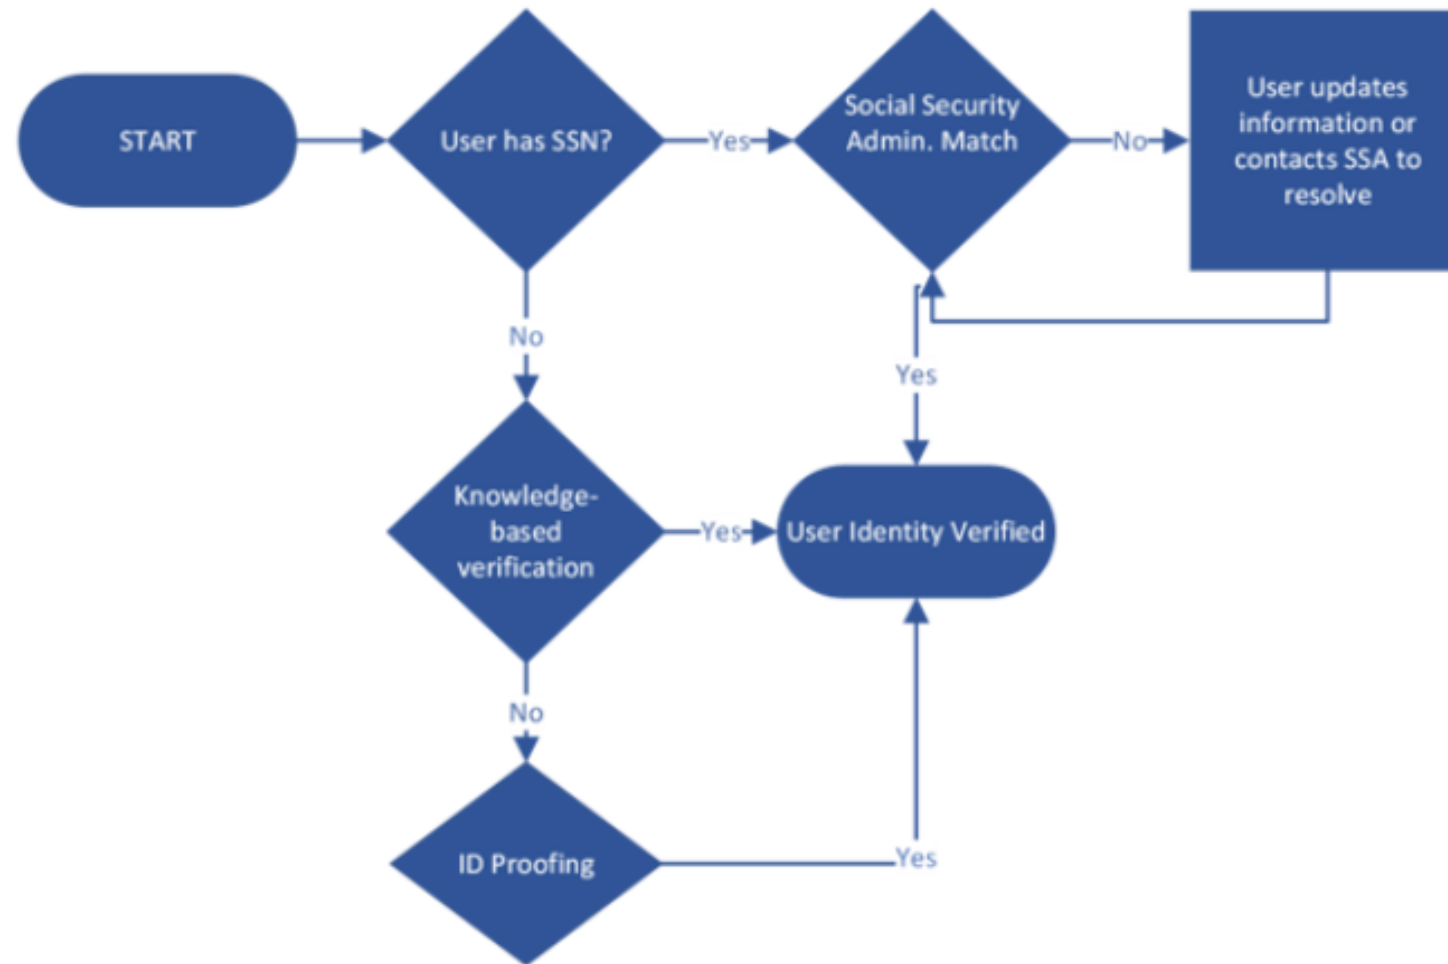 START
User has SSN?
Yes
Social Security
Admin. Match
No
User updates
information or
contacts SSA to
resolve
No
Yes
Knowledge-
based
verification
Yes
User Identity Verified
No
ID Proofing
Yes